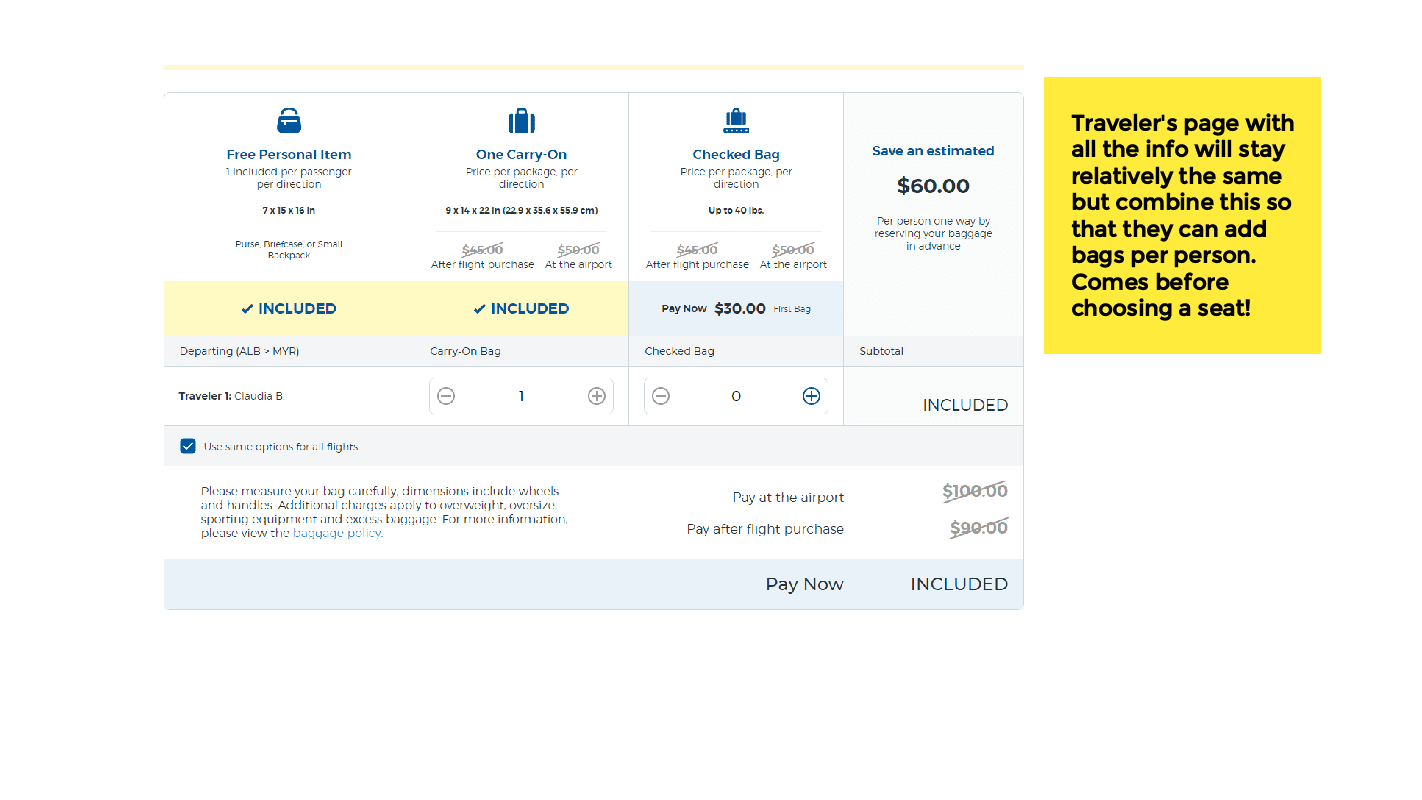 Free Personal Item
1 included per passenger
per direction
7 x 15 x 16 in
Purse, Briefcase, or Small
Backpack
INCLUDED
One Carry-On
Price per package, per
direction
9 x 14 x 22 in (22.9 x 35.6 x 55.9 cm)
$45.00 $50.00
After flight purchase At the airport
INCLUDED
Checked Bag
Price per package, per
direction
Up to 40 lbs.
$45.00 $50.00
After flight purchase At the airport
Pay Now $30.00 First Bag
Save an estimated
$60.00
Per person one way by
reserving your baggage
in advance
Departing (ALB > MYR) Carry-On Bag Checked Bag Subtotal
Traveler 1: Claudia B. 1 0 INCLUDED
Use same options for all flights
Please measure your bag carefully, dimensions include wheels
and handles. Additional charges apply to overweight, oversize,
sporting equipment and excess baggage. For more information,
please view the baggage policy.
Pay at the airport $100.00
Pay after flight purchase $90.00
Pay Now INCLUDED
Traveler's page with
all the info will stay
relatively the same
but combine this so
that they can add
bags per person.
Comes before
choosing a seat!